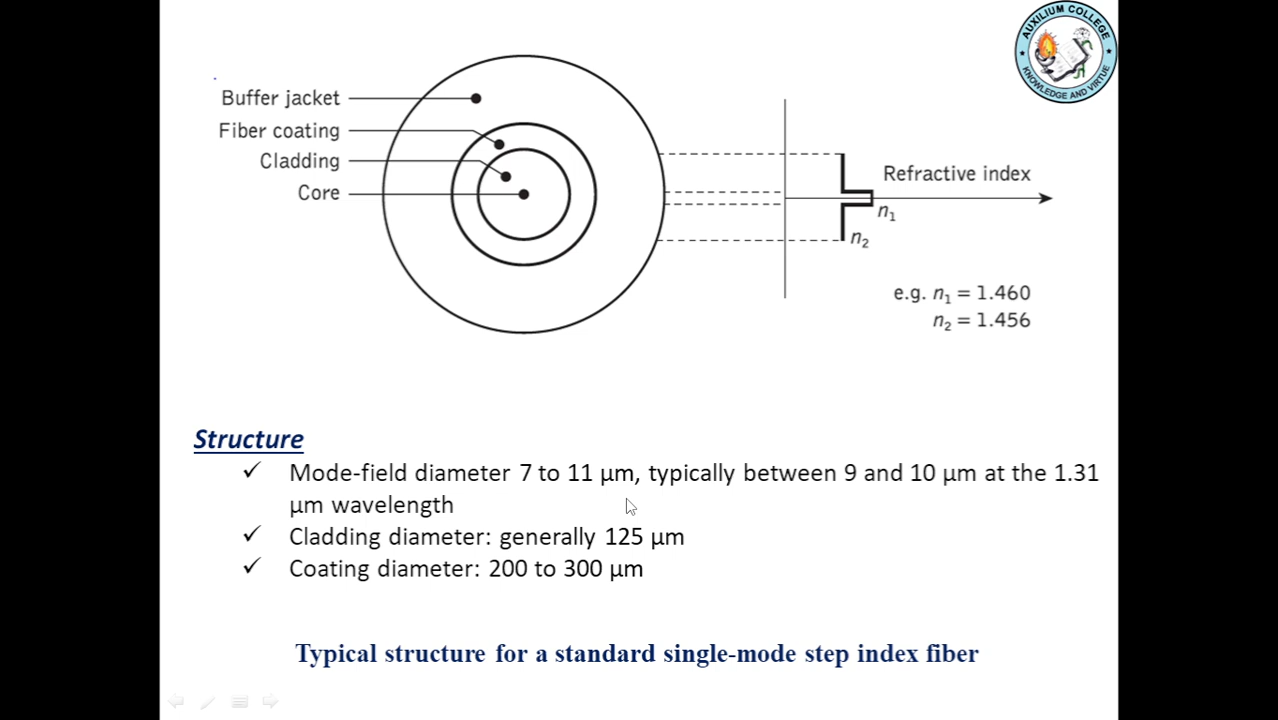 AUXILIUM COLLEGE
KNOWLEDGE AND VIRTUE
Buffer jacket
Fiber coating
Cladding
Core
Refractive index
n₁
n₂
e.g. n₁ = 1.460
n₂ = 1.456
Structure
✓ Mode-field diameter 7 to 11 μm, typically between 9 and 10 μm at the 1.31
μm wavelength
✓ Cladding diameter: generally 125 μm
✓ Coating diameter: 200 to 300 μm
Typical structure for a standard single-mode step index fiber